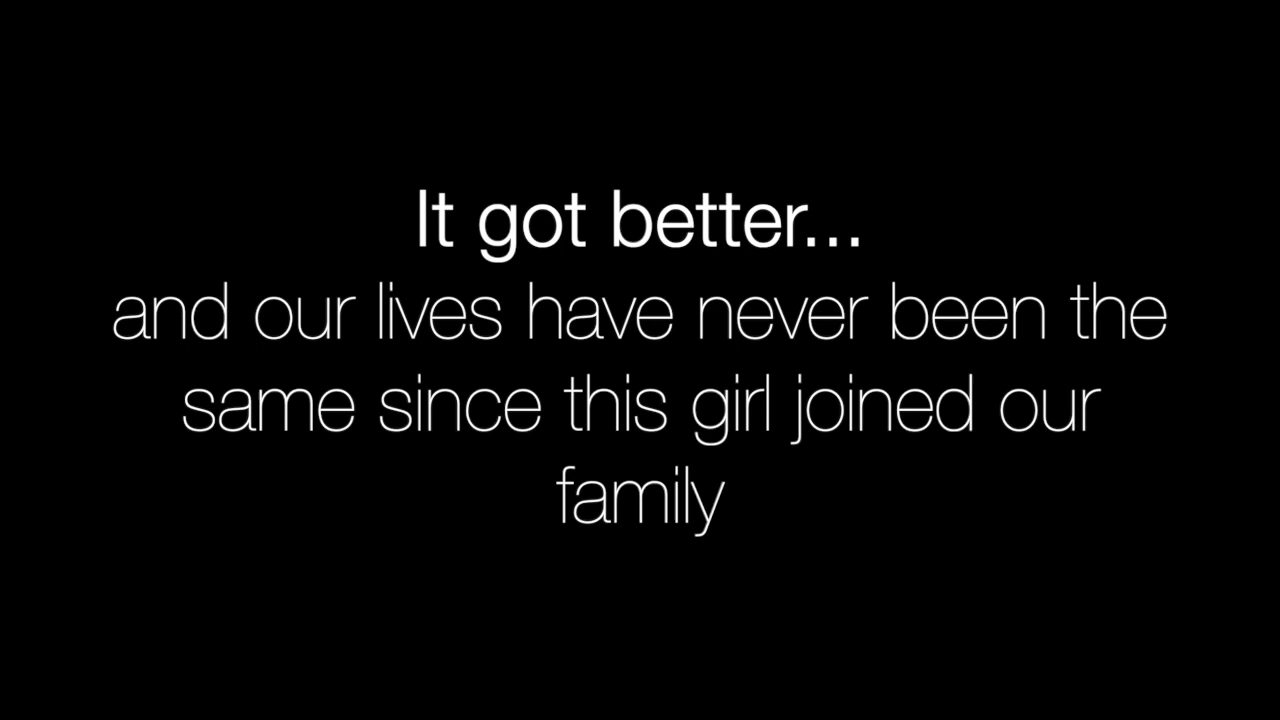 It got better...
and our lives have never been the
same since this girl joined our
family